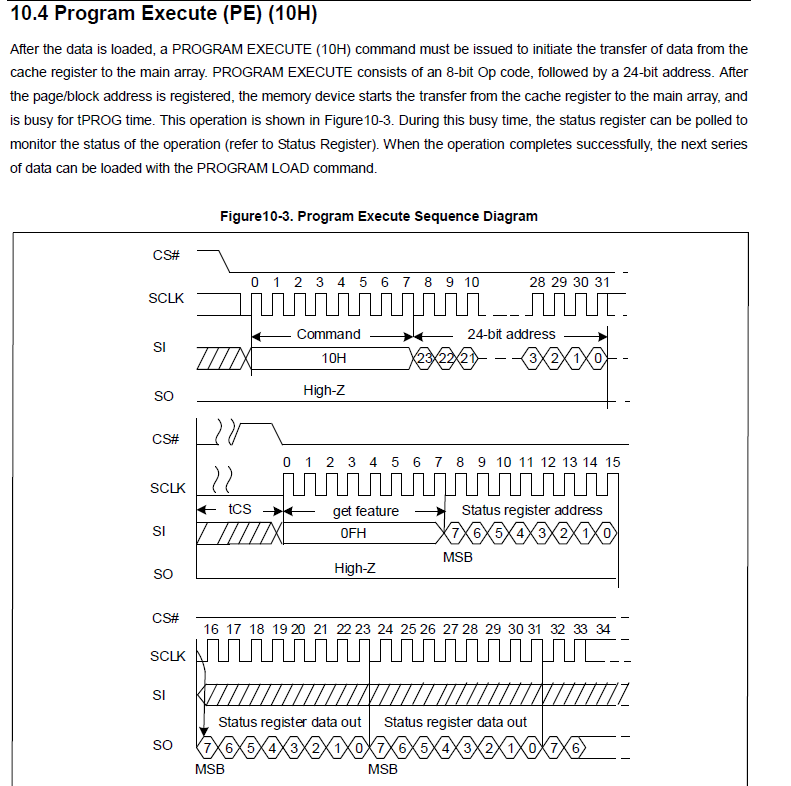 10.4 Program Execute (PE) (10H)
After the data is loaded, a PROGRAM EXECUTE (10H) command must be issued to initiate the transfer of data from the
cache register to the main array. PROGRAM EXECUTE consists of an 8-bit Op code, followed by a 24-bit address. After
the page/block address is registered, the memory device starts the transfer from the cache register to the main array, and
is busy for tPROG time. This operation is shown in Figure10-3. During this busy time, the status register can be polled to
monitor the status of the operation (refer to Status Register). When the operation completes successfully, the next series
of data can be loaded with the PROGRAM LOAD command.
Figure10-3. Program Execute Sequence Diagram
CS#
0 1 2 3 4 5 6 7 8 9 10 28 29 30 31
SCLK
Command 24-bit address
SI
10H 23 22 21 3 2 1 0
High-Z
SO
CS#
0 1 2 3 4 5 6 7 8 9 10 11 12 13 14 15
SCLK
tCS get feature Status register address
SI
0FH 7 6 5 4 3 2 1 0
MSB
High-Z
SO
CS#
16 17 18 19 20 21 22 23 24 25 26 27 28 29 30 31 32 33 34
SCLK
SI
Status register data out Status register data out
SO 7 6 5 4 3 2 1 0 7 6 5 4 3 2 1 0 7 6
MSB MSB